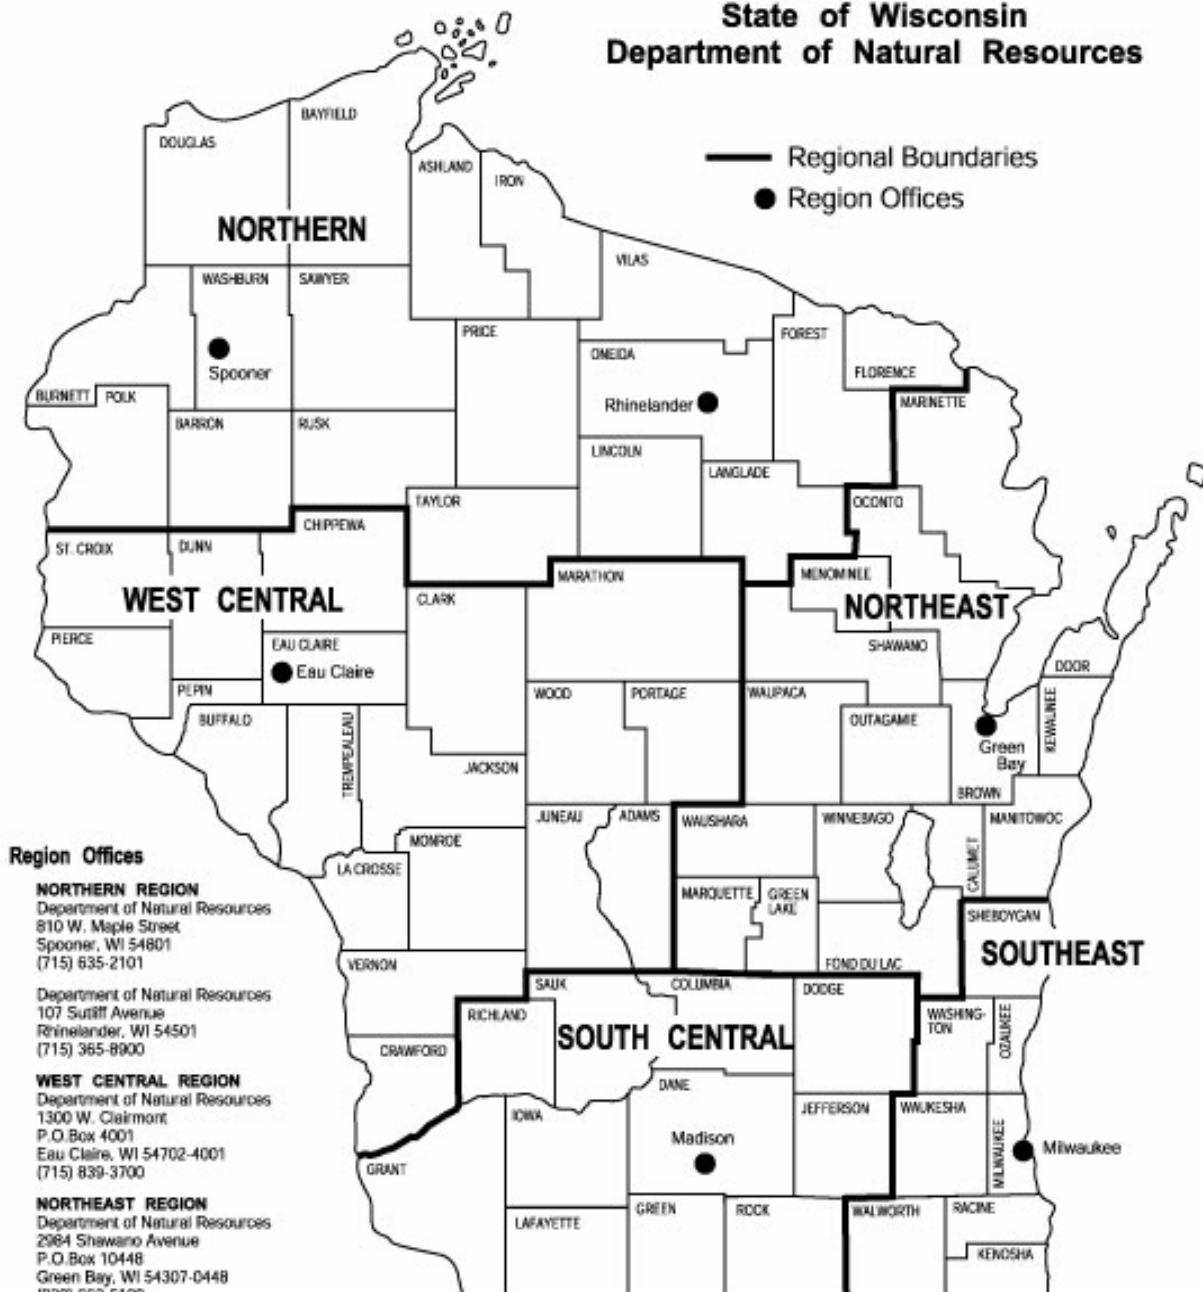 State of Wisconsin
Department of Natural Resources
Regional Boundaries
Region Offices
BAYFIELD
DOUGLAS
ASHLAND
IRON
NORTHERN
VILAS
WASHBURN
SAWYER
PRICE
FOREST
ONEIDA
Spooner
FLORENCE
BURNETT
POLK
MARINETTE
Rhinelander
BARRON
RUSK
LINCOLN
LANGLADE
TAYLOR
OCONTO
CHIPPEWA
ST. CROIX
DUNN
MARATHON
MENOMINEE
WEST CENTRAL
CLARK
NORTHEAST
PIERCE
EAU CLAIRE
SHAWANO
Eau Claire
DOOR
PEPIN
WOOD
PORTAGE
WAUPACA
BUFFALO
TREMPEALEAU
OUTAGAMIE
KEWAUNEE
Green
Bay
JACKSON
BROWN
JUNEAU
ADAMS
WAUSHARA
WINNEBAGO
MANITOWOC
MONROE
CALUMET
LA CROSSE
MARQUETTE
GREEN
LAKE
SHEBOYGAN
SOUTHEAST
VERNON
FOND DU LAC
SAUK
COLUMBIA
DODGE
RICHLAND
WASHING-
TON
OZAUKEE
SOUTH CENTRAL
CRAWFORD
DANE
IOWA
JEFFERSON
WAUKESHA
Madison
MILWAUKEE
Milwaukee
GRANT
LAFAYETTE
GREEN
ROCK
WALWORTH
RACINE
KENOSHA
Region Offices
NORTHERN REGION
Department of Natural Resources
810 W. Maple Street
Spooner, WI 54801
(715) 635-2101
Department of Natural Resources
107 Sutliff Avenue
Rhinelander, WI 54501
(715) 365-8900
WEST CENTRAL REGION
Department of Natural Resources
1300 W. Clairmont
P.O.Box 4001
Eau Claire, WI 54702-4001
(715) 839-3700
NORTHEAST REGION
Department of Natural Resources
2984 Shawano Avenue
P.O.Box 10448
Green Bay, WI 54307-0448